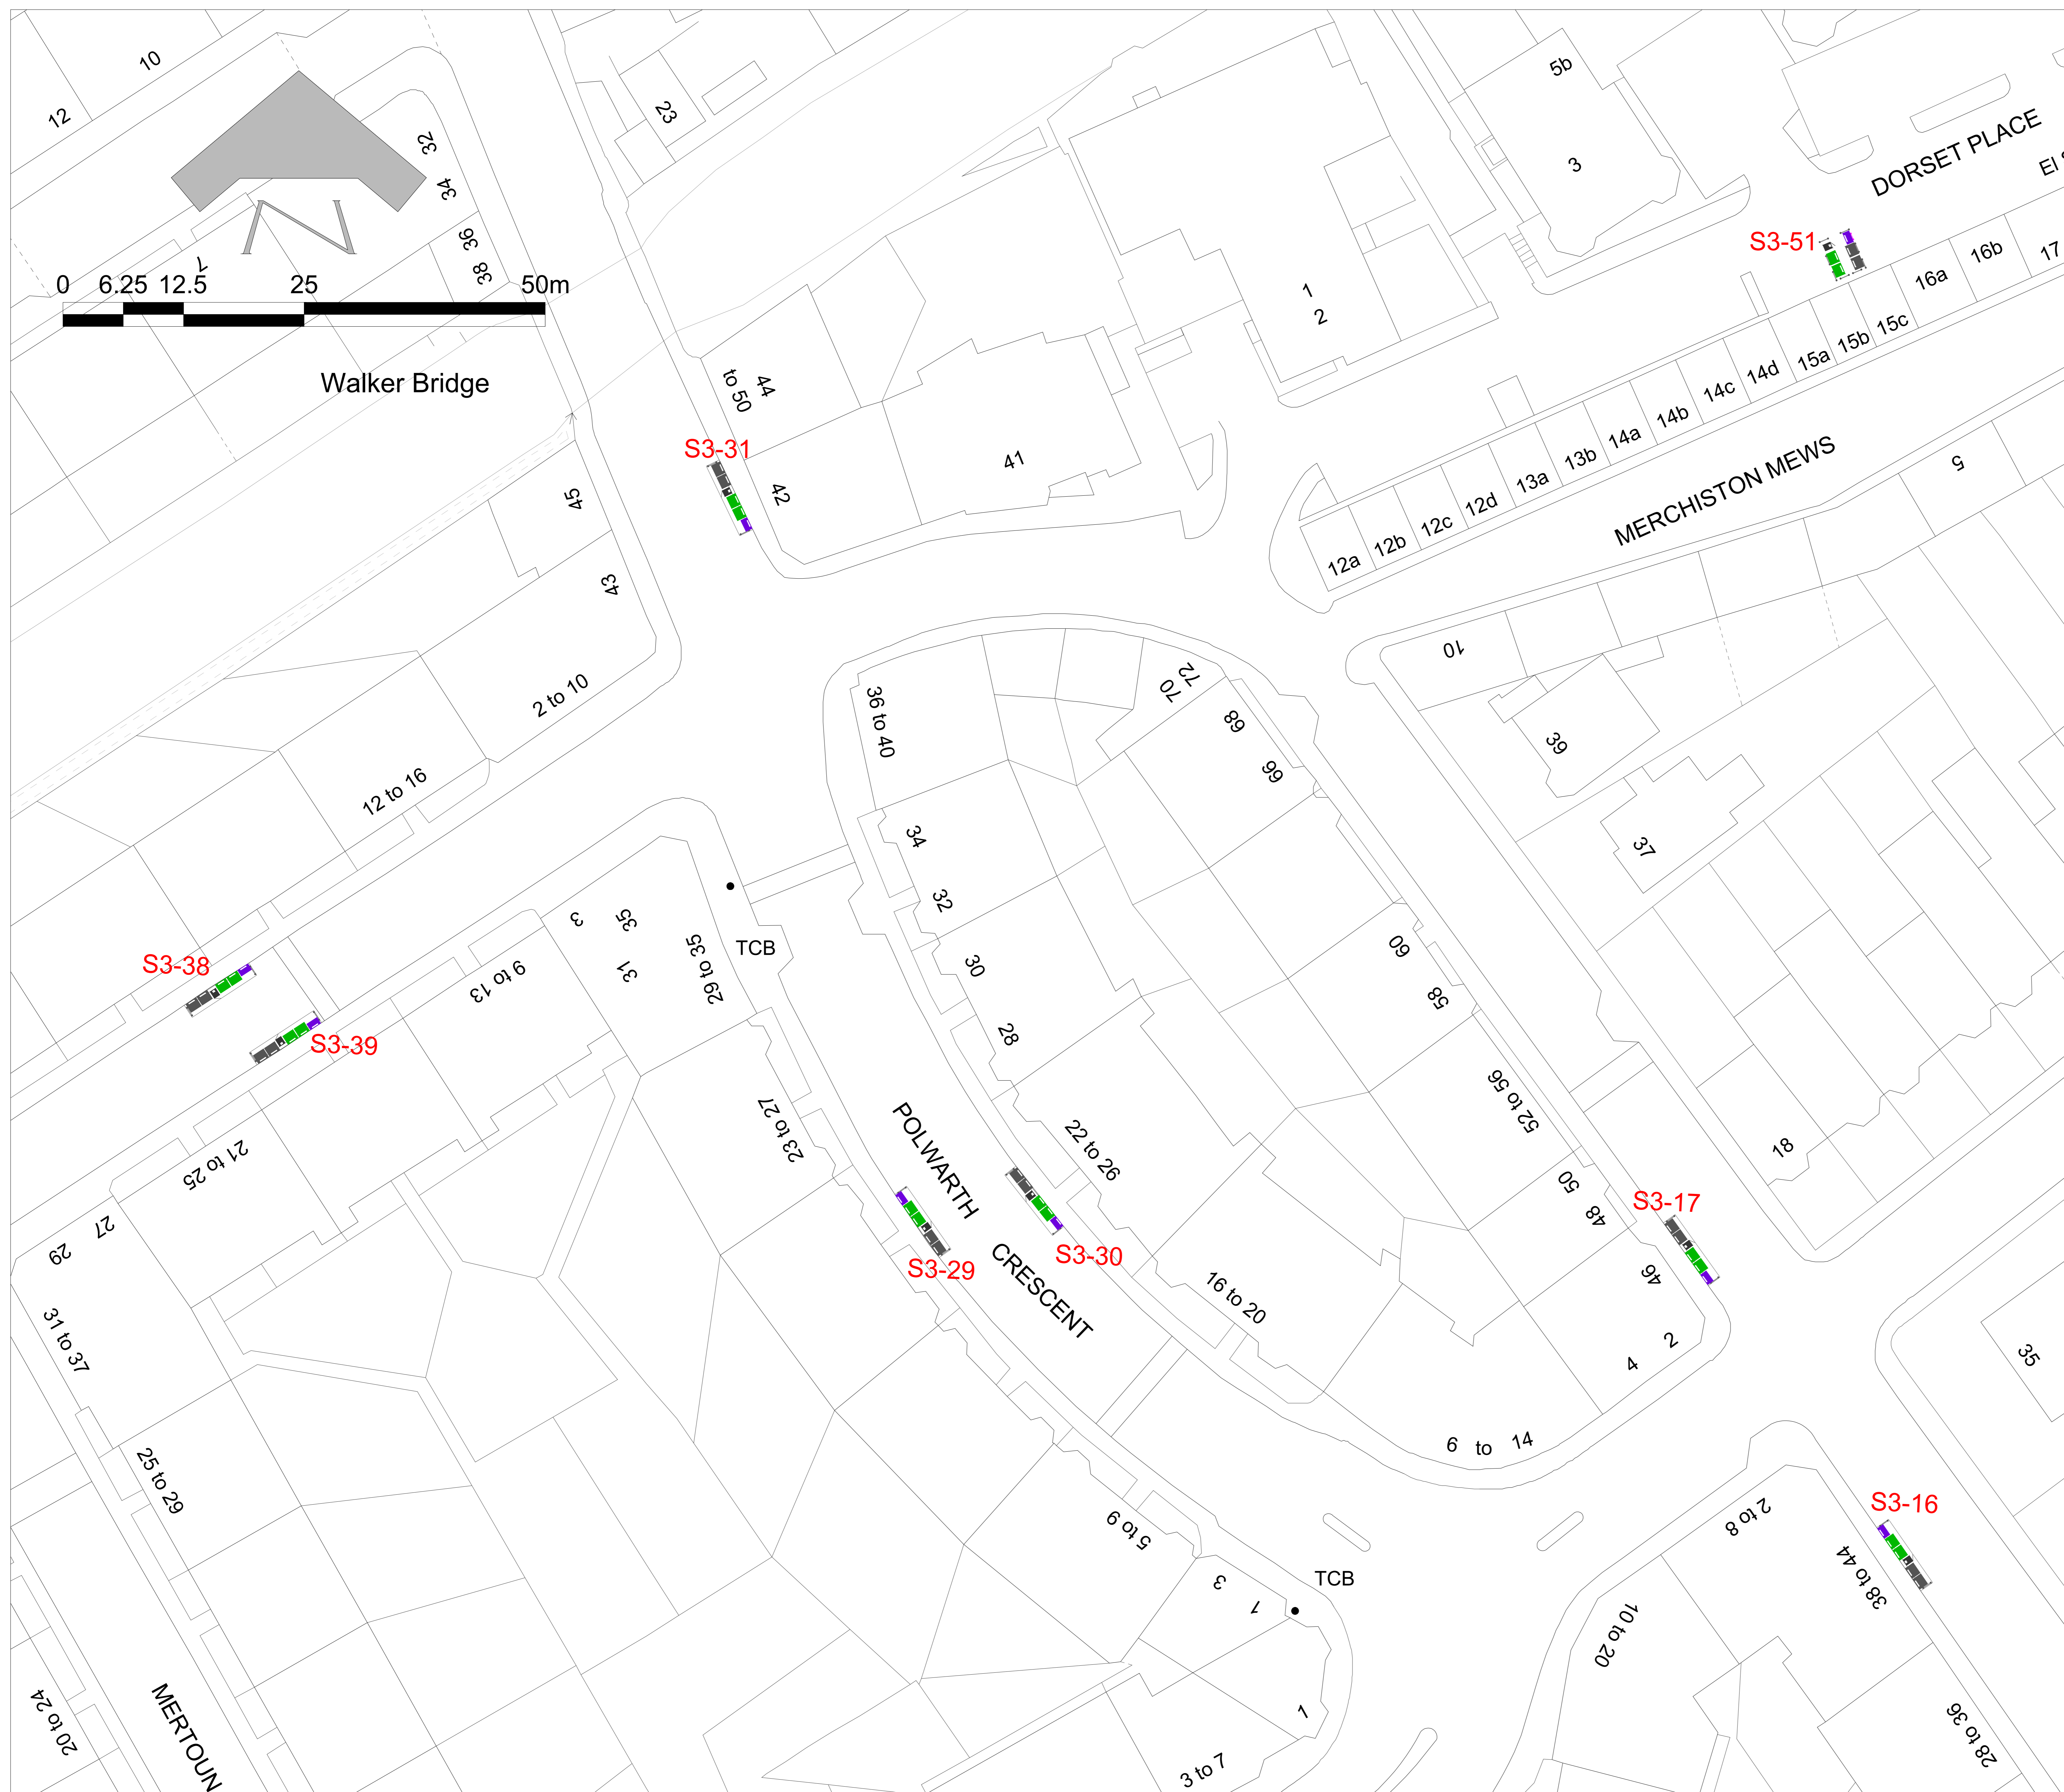 10
12
23
32
34
36
38
7
N
0 6.25 12.5 25 50m
Walker Bridge
5b
3
DORSET PLACE
S3-51
1
2
16a
16b
17
15c
15b
15a
14d
14c
14b
14a
13b
13a
12d
12c
12b
12a
MERCHISTON MEWS
5
44
to 50
S3-31
42
41
45
43
2 to 10
12 to 16
10
39
37
36 to 40
72
70
68
66
34
32
30
28
60
58
52 to 56
50
48
46
S3-17
18
3
35
31
29 to 35
TCB
9 to 13
S3-38
S3-39
21 to 25
27
29
23 to 27
POLWARTH
CRESCENT
22 to 26
S3-30
S3-29
16 to 20
31 to 37
25 to 29
2
4
6 to 14
35
S3-16
2 to 8
38 to 44
10 to 20
28 to 36
5 to 9
3
1
TCB
1
3 to 7
MERTOUN
20 to 24